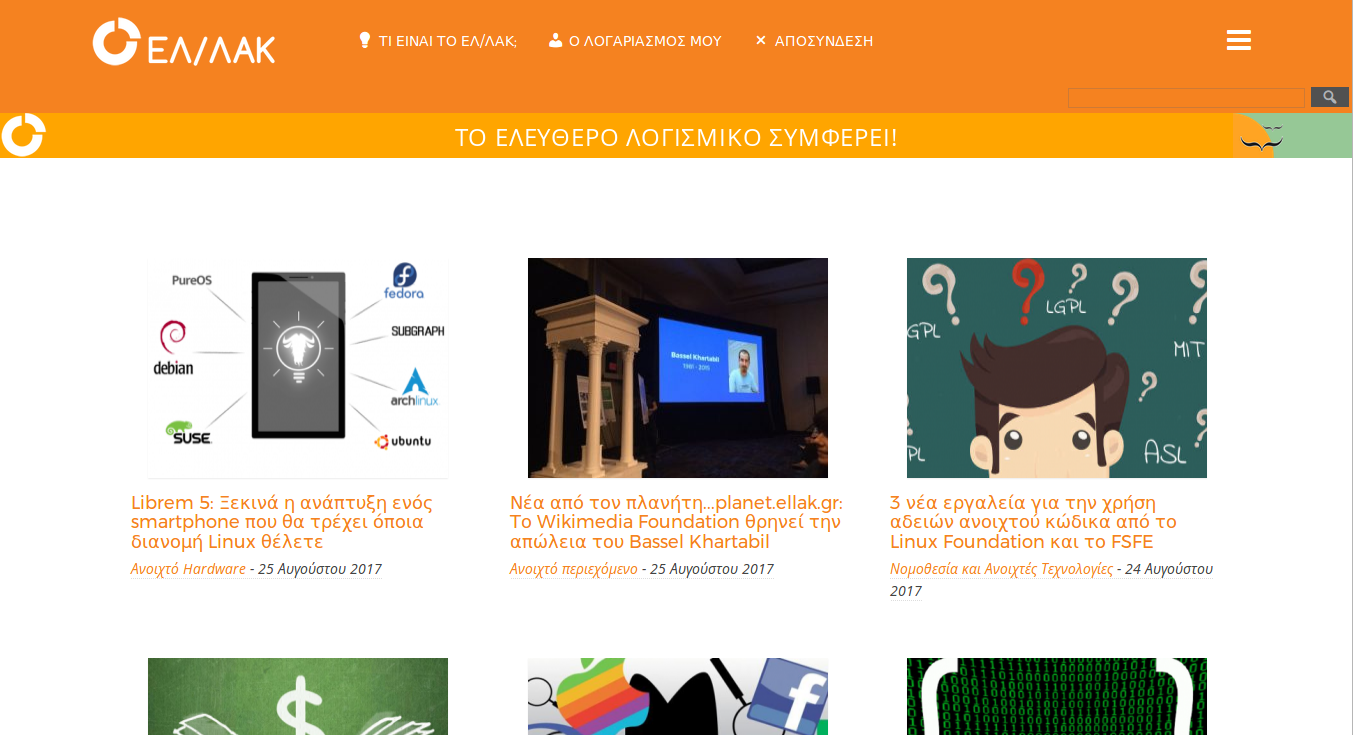 ΕΛ/ΛΑΚ
ΤΙ ΕΙΝΑΙ ΤΟ ΕΛ/ΛΑΚ;
Ο ΛΟΓΑΡΙΑΣΜΟΣ ΜΟΥ
ΑΠΟΣΥΝΔΕΣΗ
ΤΟ ΕΛΕΥΘΕΡΟ ΛΟΓΙΣΜΙΚΟ ΣΥΜΦΕΡΕΙ!
PureOS
fedora
SUBGRAPH
debian
archlinux
SUSE
ubuntu
Bassel Khartabil
1981 - 2015
LGPL
GPL
MIT
PL
ASL
Librem 5: Ξεκινά η ανάπτυξη ενός
smartphone που θα τρέχει όποια
διανομή Linux θέλετε
Ανοιχτό Hardware - 25 Αυγούστου 2017
Νέα από τον πλανήτη...planet.ellak.gr:
Το Wikimedia Foundation θρηνεί την
απώλεια του Bassel Khartabil
Ανοιχτό περιεχόμενο - 25 Αυγούστου 2017
3 νέα εργαλεία για την χρήση
αδειών ανοιχτού κώδικα από το
Linux Foundation και το FSFE
Νομοθεσία και Ανοιχτές Τεχνολογίες - 24 Αυγούστου
2017